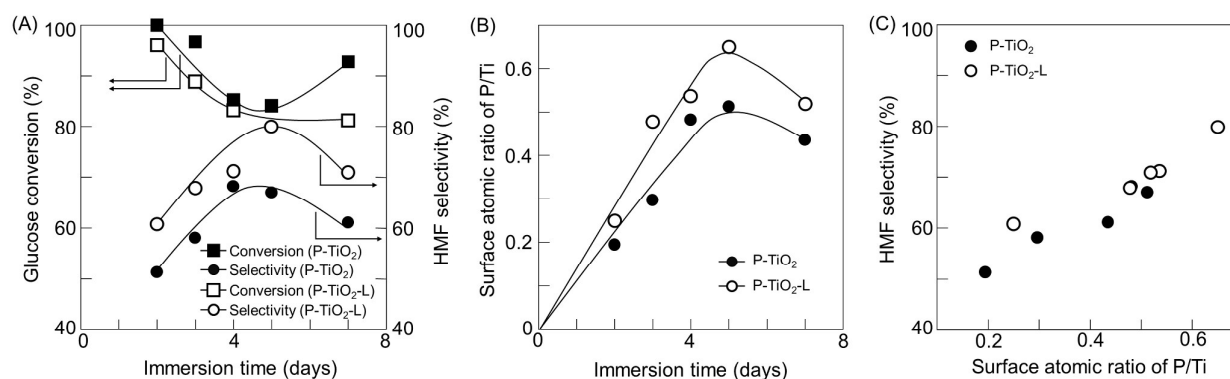 (A)
100
80
60
40
Glucose conversion (%)
100
80
60
40
HMF selectivity (%)
Conversion (P-TiO₂)
Selectivity (P-TiO₂)
Conversion (P-TiO₂-L)
Selectivity (P-TiO₂-L)
0
4
8
Immersion time (days)
(B)
0.6
0.4
0.2
0
Surface atomic ratio of P/Ti
P-TiO₂
P-TiO₂-L
0
4
8
Immersion time (days)
(C)
100
80
60
40
HMF selectivity (%)
P-TiO₂
P-TiO₂-L
0.2
0.4
0.6
Surface atomic ratio of P/Ti